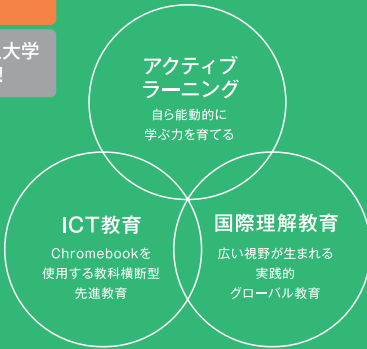 大学
!
アクティブ
ラーニング
自ら能動的に
学ぶ力を育てる
ICT教育
Chromebookを
使用する教科横断型
先進教育
国際理解教育
広い視野が生まれる
実践的
グローバル教育